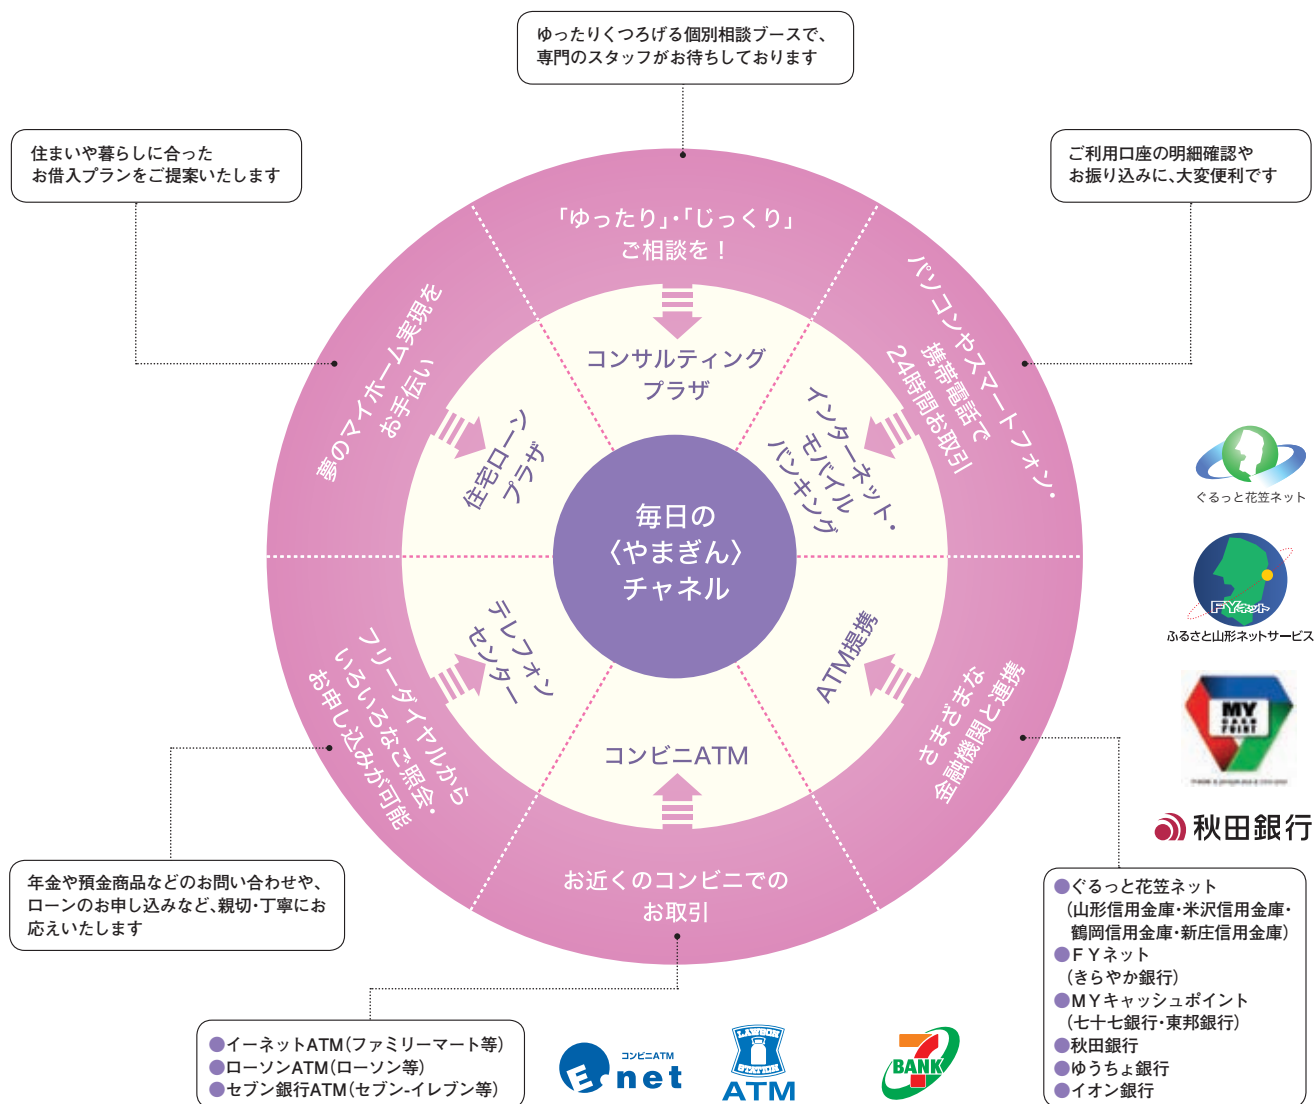 ゆったりくつろげる個別相談ブースで、
専門のスタッフがお待ちしております
住まいや暮らしに合った
お借入プランをご提案いたします
ご利用口座の明細確認や
お振り込みに、大変便利です
「ゆったり」・「じっくり」
ご相談を！
コンサルティング
プラザ
パソコンやスマートフォン・
携帯電話で
24時間お取引
インターネット・
モバイル
バンキング
夢のマイホーム実現を
お手伝い
住宅ローン
プラザ
毎日の
〈やまぎん〉
チャネル
フリーダイヤルから
いろいろなご照会・
お申し込みが可能
テレフォン
センター
さまざまな
金融機関と連携
ATM提携
コンビニATM
お近くのコンビニでの
お取引
ぐるっと花笠ネット
FYネット
ふるさと山形ネットサービス
MY
CASH
POINT
秋田銀行
年金や預金商品などのお問い合わせや、
ローンのお申し込みなど、親切・丁寧にお
応えいたします
●イーネットATM(ファミリーマート等)
●ローソンATM(ローソン等)
●セブン銀行ATM(セブン-イレブン等)
コンビニATM
E net
LAWSON
STATION
ATM
7
BANK
●ぐるっと花笠ネット
(山形信用金庫・米沢信用金庫・
鶴岡信用金庫・新庄信用金庫)
●ＦＹネット
(きらやか銀行)
●MYキャッシュポイント
(七十七銀行・東邦銀行)
●秋田銀行
●ゆうちょ銀行
●イオン銀行